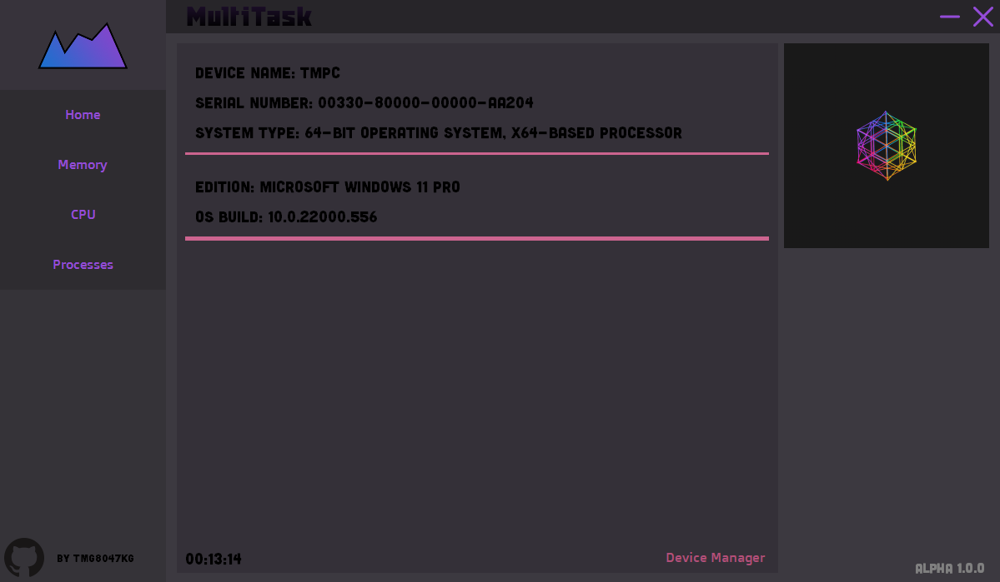 MultiTask
Home
Memory
CPU
Processes
DEVICE NAME: TMPC
SERIAL NUMBER: 00330-80000-00000-AA204
SYSTEM TYPE: 64-BIT OPERATING SYSTEM, X64-BASED PROCESSOR
EDITION: MICROSOFT WINDOWS 11 PRO
OS BUILD: 10.0.22000.556
BY TMG8047KG
00:13:14
Device Manager
ALPHA 1.0.0